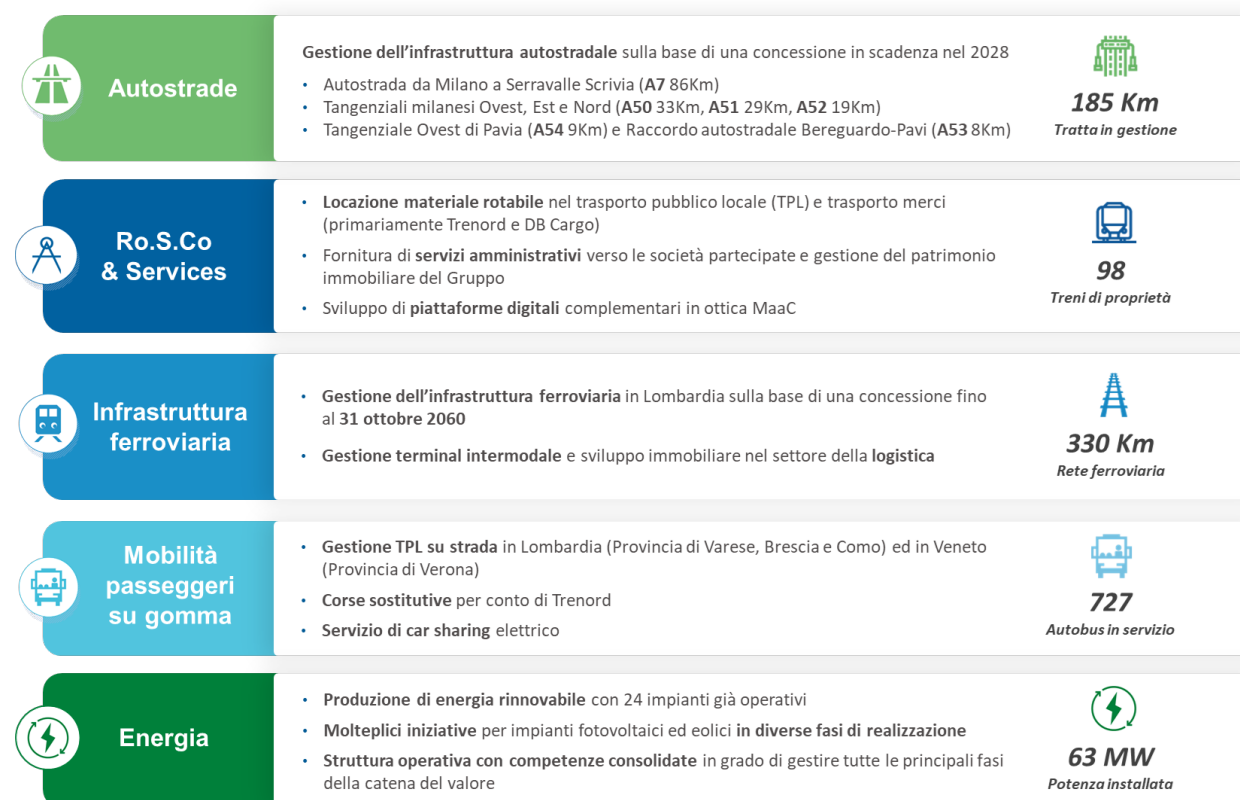 Autostrade
Gestione dell'infrastruttura autostradale sulla base di una concessione in scadenza nel 2028
• Autostrada da Milano a Serravalle Scrivia (A7 86Km)
• Tangenziali milanesi Ovest, Est e Nord (A50 33Km, A51 29Km, A52 19Km)
• Tangenziale Ovest di Pavia (A54 9Km) e Raccordo autostradale Bereguardo-Pavi (A53 8Km)
185 Km
Tratta in gestione
Ro.S.Co
& Services
• Locazione materiale rotabile nel trasporto pubblico locale (TPL) e trasporto merci
(primariamente Trenord e DB Cargo)
• Fornitura di servizi amministrativi verso le società partecipate e gestione del patrimonio
immobiliare del Gruppo
• Sviluppo di piattaforme digitali complementari in ottica MaaC
98
Treni di proprietà
Infrastruttura
ferroviaria
• Gestione dell'infrastruttura ferroviaria in Lombardia sulla base di una concessione fino
al 31 ottobre 2060
• Gestione terminal intermodale e sviluppo immobiliare nel settore della logistica
330 Km
Rete ferroviaria
Mobilità
passeggeri
su gomma
• Gestione TPL su strada in Lombardia (Provincia di Varese, Brescia e Como) ed in Veneto
(Provincia di Verona)
• Corse sostitutive per conto di Trenord
• Servizio di car sharing elettrico
727
Autobus in servizio
Energia
• Produzione di energia rinnovabile con 24 impianti già operativi
• Molteplici iniziative per impianti fotovoltaici ed eolici in diverse fasi di realizzazione
• Struttura operativa con competenze consolidate in grado di gestire tutte le principali fasi
della catena del valore
63 MW
Potenza installata